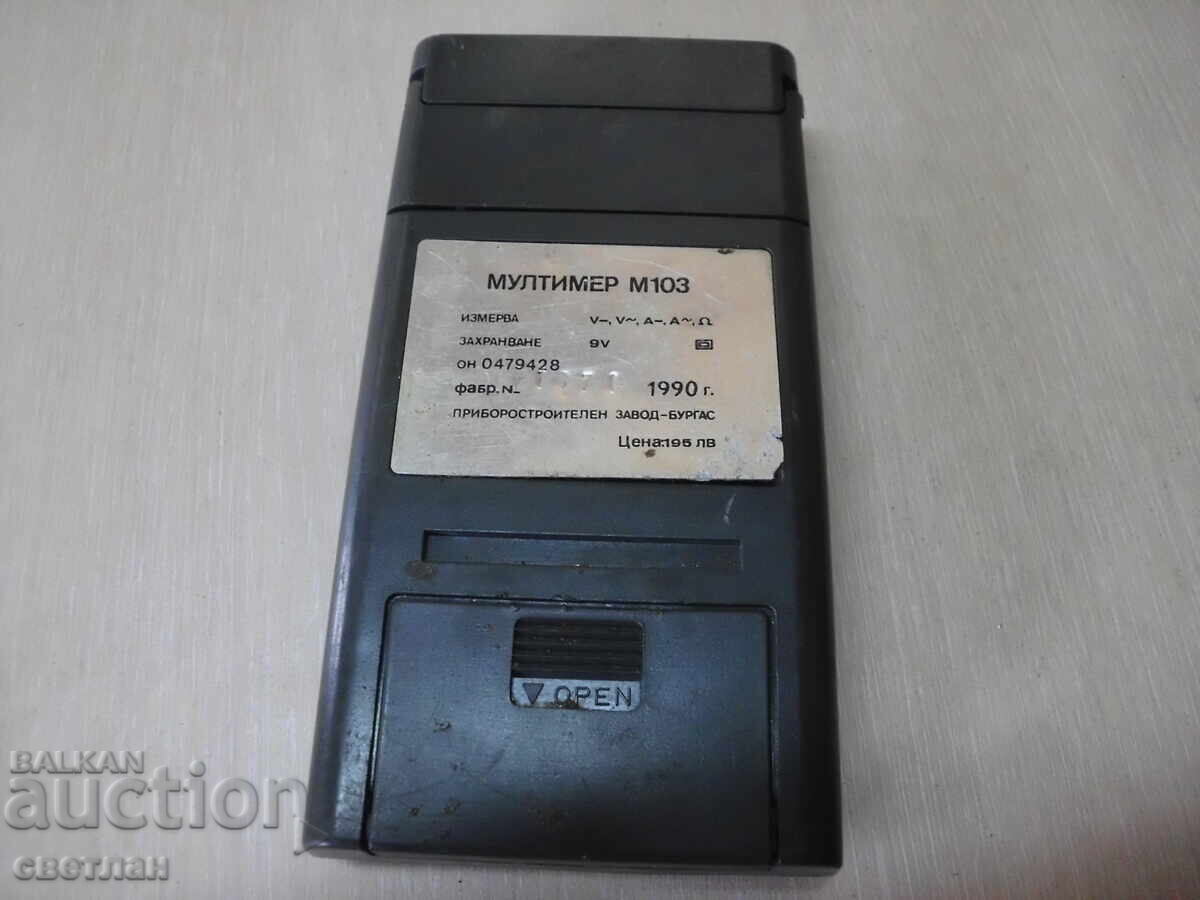 МУЛТИМЕР М103
ИЗМЕРВА V–, V~, A–, A~, Ω
ЗАХРАНВАНЕ 9V
ОН 0479428
фабр. N– 1990 г.
ПРИБОРОСТРОИТЕЛЕН ЗАВОД–БУРГАС
Цена:195 лв
▼ OPEN
BALKAN
auction
светлан